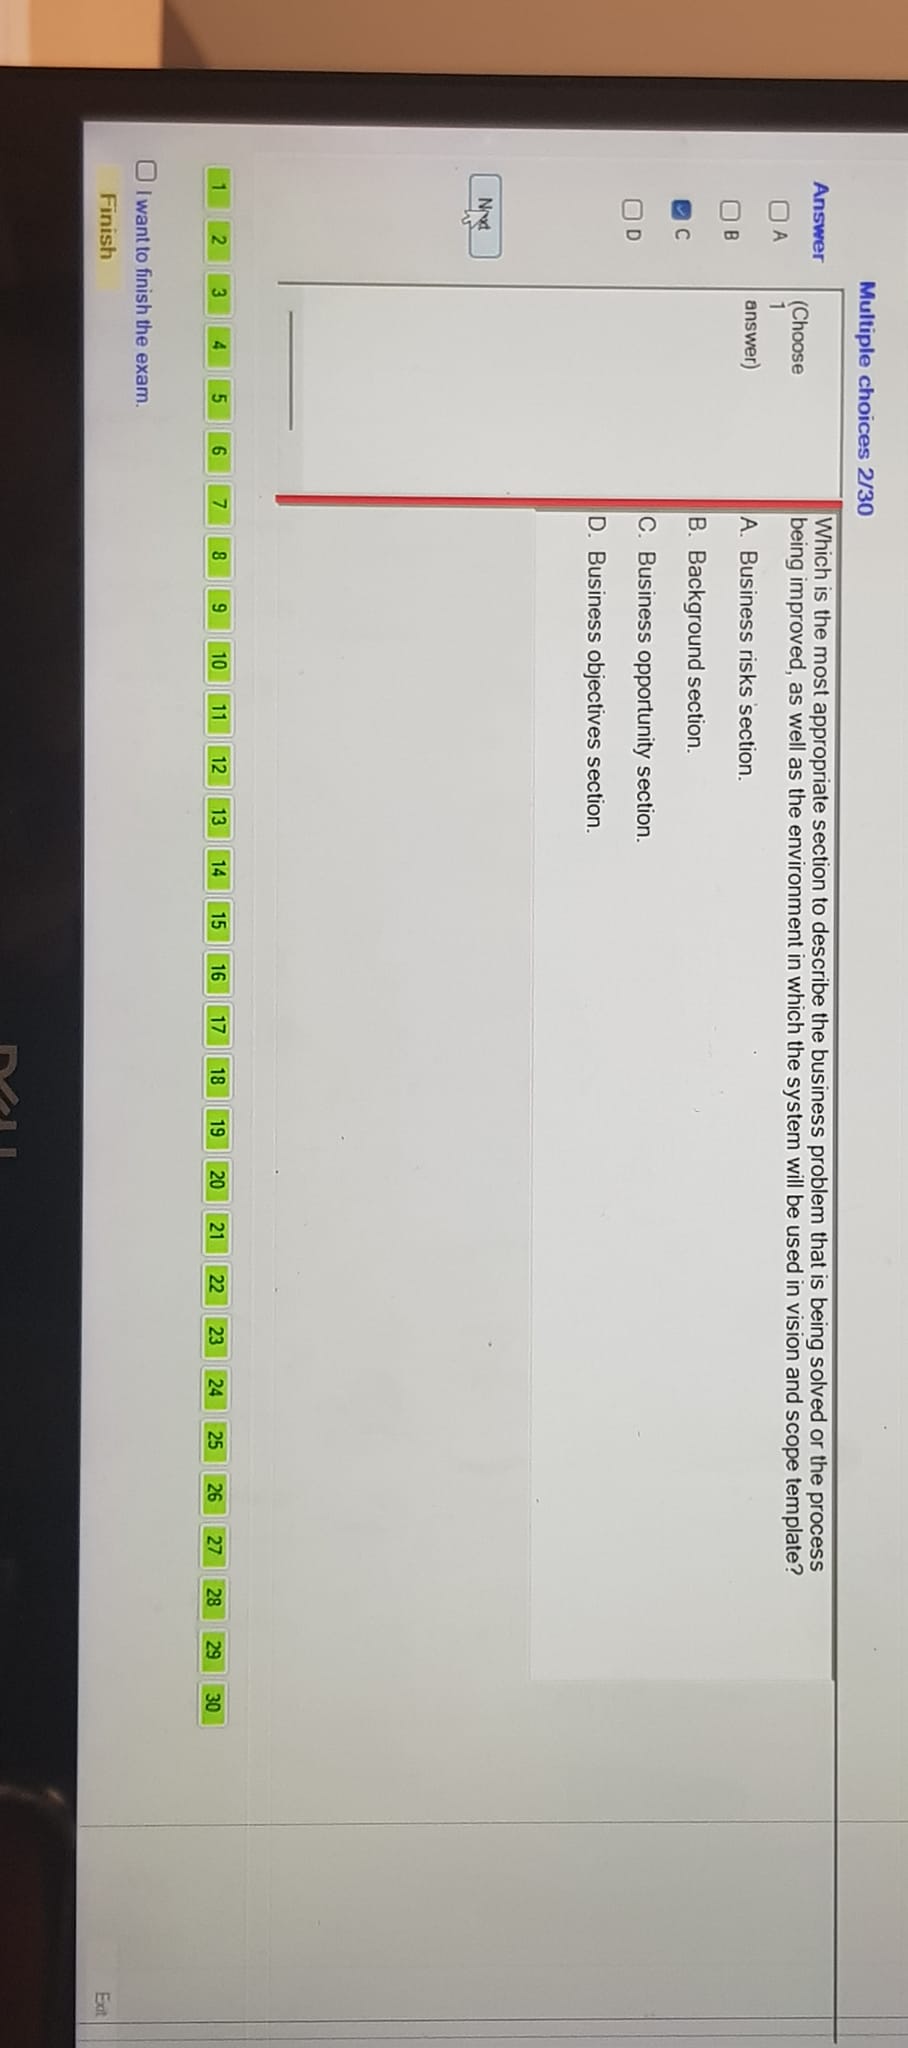 Multiple choices 2/30
Answer
A
B
C
D
(Choose
1
answer)
Which is the most appropriate section to describe the business problem that is being solved or the process
being improved, as well as the environment in which the system will be used in vision and scope template?
A. Business risks section.
B. Background section.
C. Business opportunity section.
D. Business objectives section.
Next
1 2 3 4 5 6 7 8 9 10 11 12 13 14 15 16 17 18 19 20 21 22 23 24 25 26 27 28 29 30
I want to finish the exam.
Finish
Exit
DELL